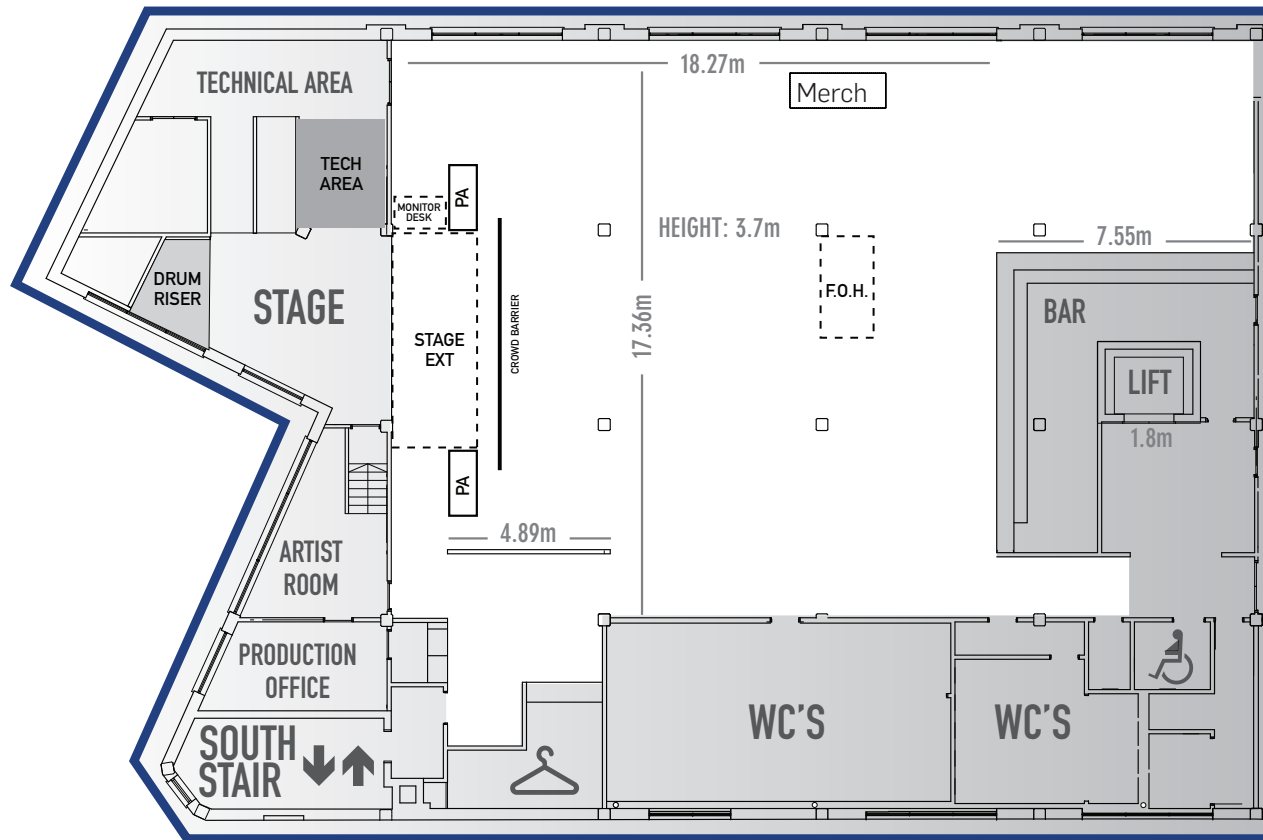 18.27m
TECHNICAL AREA
Merch
TECH
AREA
PA
MONITOR
DESK
HEIGHT: 3.7m
7.55m
DRUM
RISER
STAGE
F.O.H.
BAR
STAGE
EXT
CROWD BARRIER
17.36m
LIFT
1.8m
PA
4.89m
ARTIST
ROOM
PRODUCTION
OFFICE
SOUTH
STAIR
WC'S
WC'S